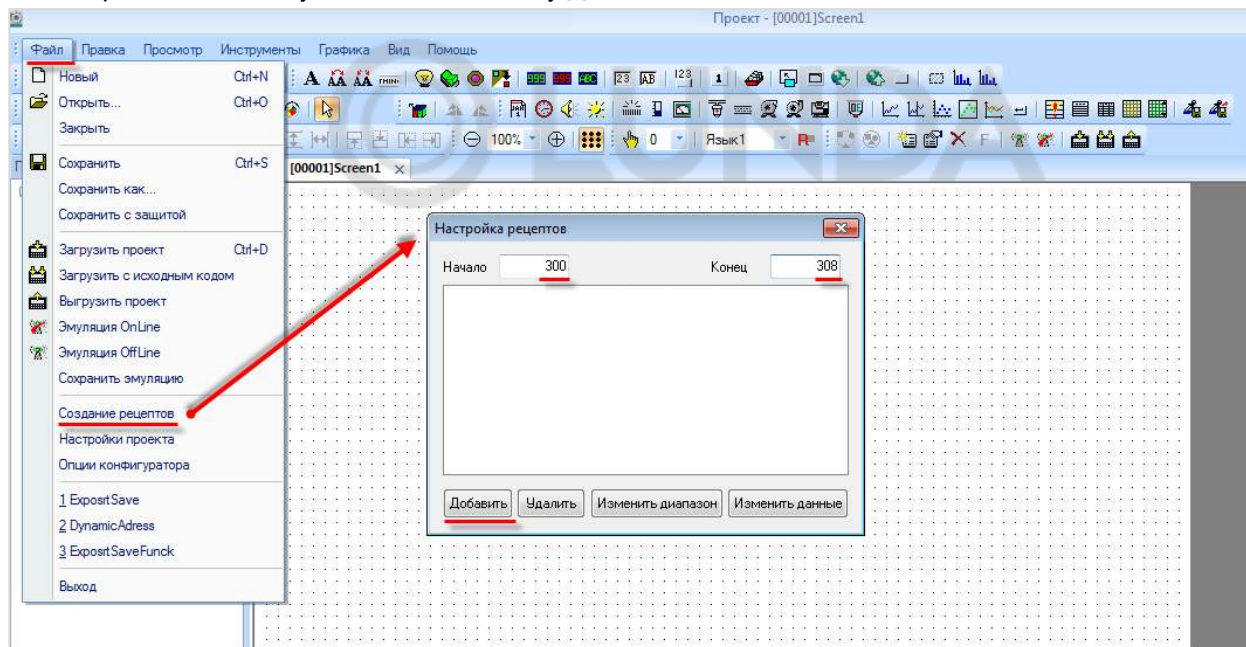 Проект - [00001]Screen1
Файл Правка Просмотр Инструменты Графика Вид Помощь
Новый Ctrl+N
Открыть... Ctrl+O
Закрыть
100% 0 Язык1
Сохранить Ctrl+S
[00001]Screen1 ×
Сохранить как...
Сохранить с защитой
Загрузить проект Ctrl+D
Загрузить с исходным кодом
Выгрузить проект
Эмуляция OnLine
Эмуляция OffLine
Сохранить эмуляцию
Создание рецептов
Настройки проекта
Опции конфигуратора
1 ExposrtSave
2 DynamicAdress
3 ExposrtSaveFunck
Выход
Настройка рецептов
Начало 300 Конец 308
Добавить Удалить Изменить диапазон Изменить данные